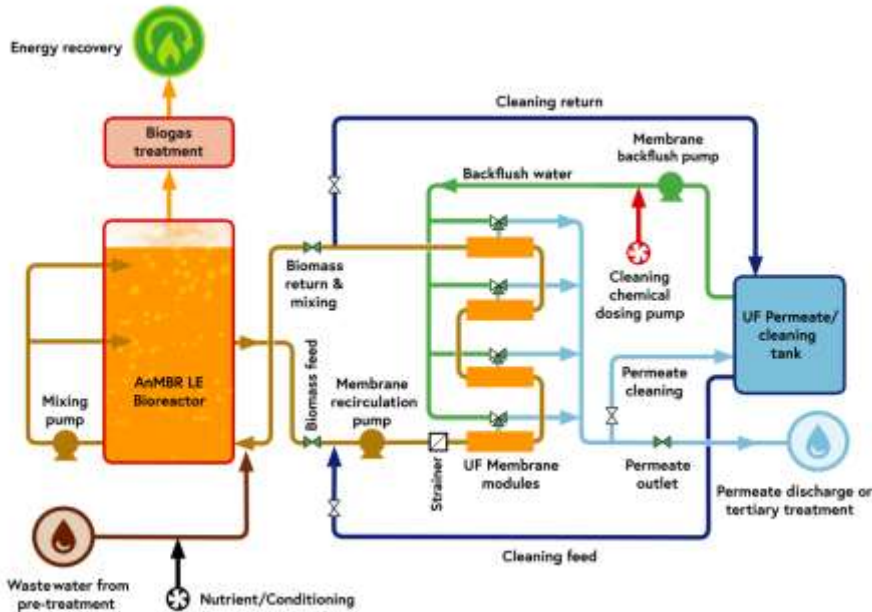 Energy recovery
Cleaning return
Biogas
treatment
Membrane
backflush pump
Backflush water
Biomass
return &
mixing
Cleaning
chemical
dosing pump
UF Permeate/
cleaning
tank
AnMBR LE
Bioreactor
Mixing
pump
Biomass feed
Membrane
recirculation
pump
Permeate
cleaning
Strainer
UF Membrane
modules
Permeate
outlet
Permeate discharge or
tertiary treatment
Cleaning feed
Wastewater from
pre-treatment
Nutrient/Conditioning